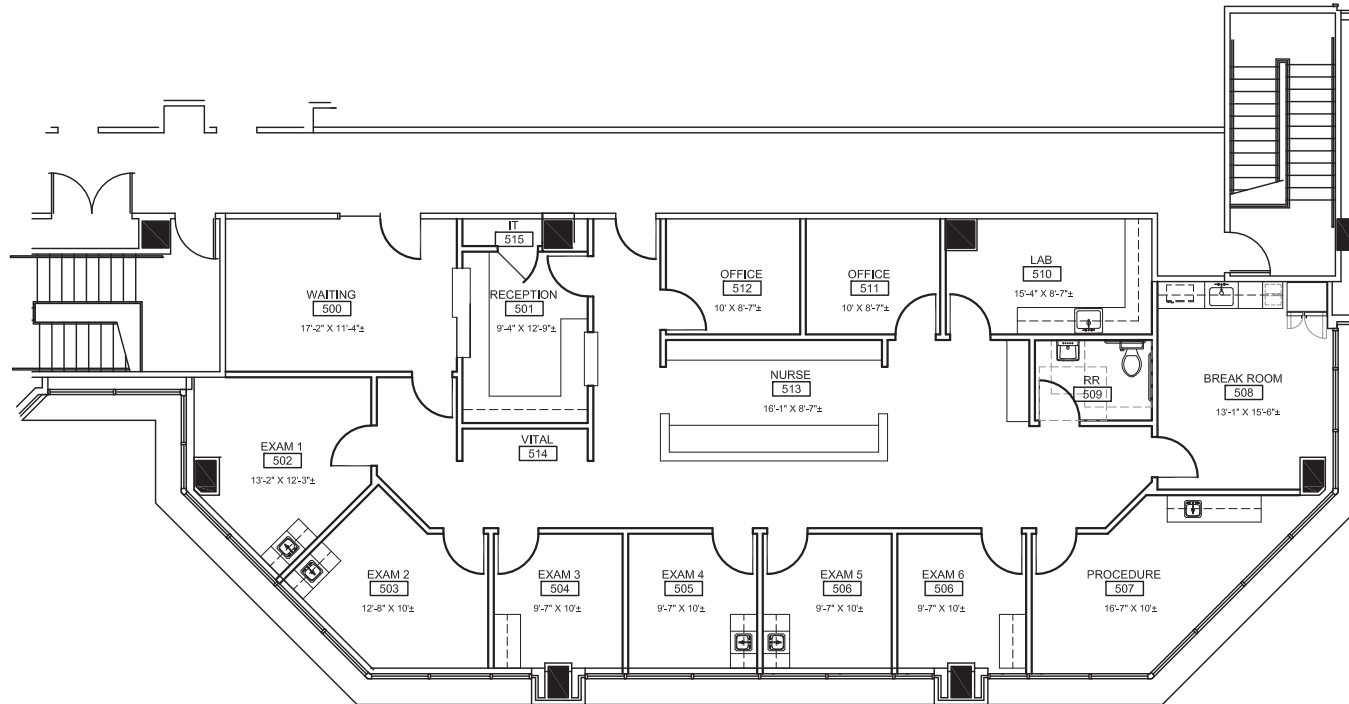 IT
515
OFFICE
512
10' X 8'-7"±
OFFICE
511
10' X 8'-7"±
LAB
510
15'-4" X 8'-7"±
WAITING
500
17'-2" X 11'-4"±
RECEPTION
501
9'-4" X 12'-9"±
NURSE
513
16'-1" X 8'-7"±
RR
509
BREAK ROOM
508
13'-1" X 15'-6"±
EXAM 1
502
13'-2" X 12'-3"±
VITAL
514
EXAM 2
503
12'-8" X 10'±
EXAM 3
504
9'-7" X 10'±
EXAM 4
505
9'-7" X 10'±
EXAM 5
506
9'-7" X 10'±
EXAM 6
506
9'-7" X 10'±
PROCEDURE
507
16'-7" X 10'±